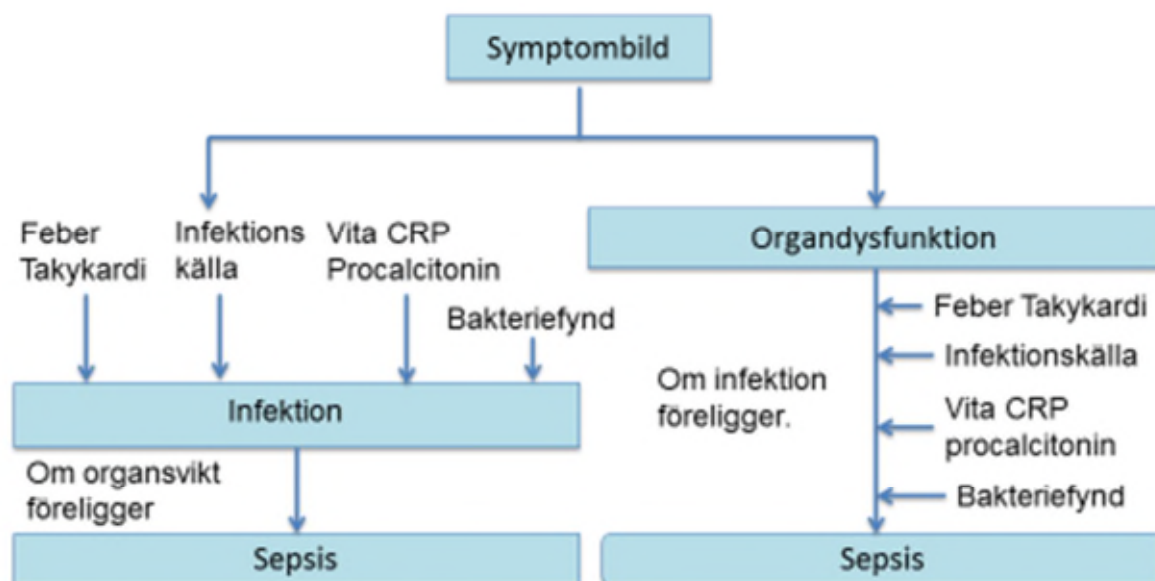 Symptombild
Feber
Takykardi
Infektions
källa
Vita CRP
Procalcitonin
Bakteriefynd
Infektion
Om organsvikt
föreligger
Sepsis
Organdysfunktion
Feber Takykardi
Infektionskälla
Om infektion
föreligger.
Vita CRP
procalcitonin
Bakteriefynd
Sepsis